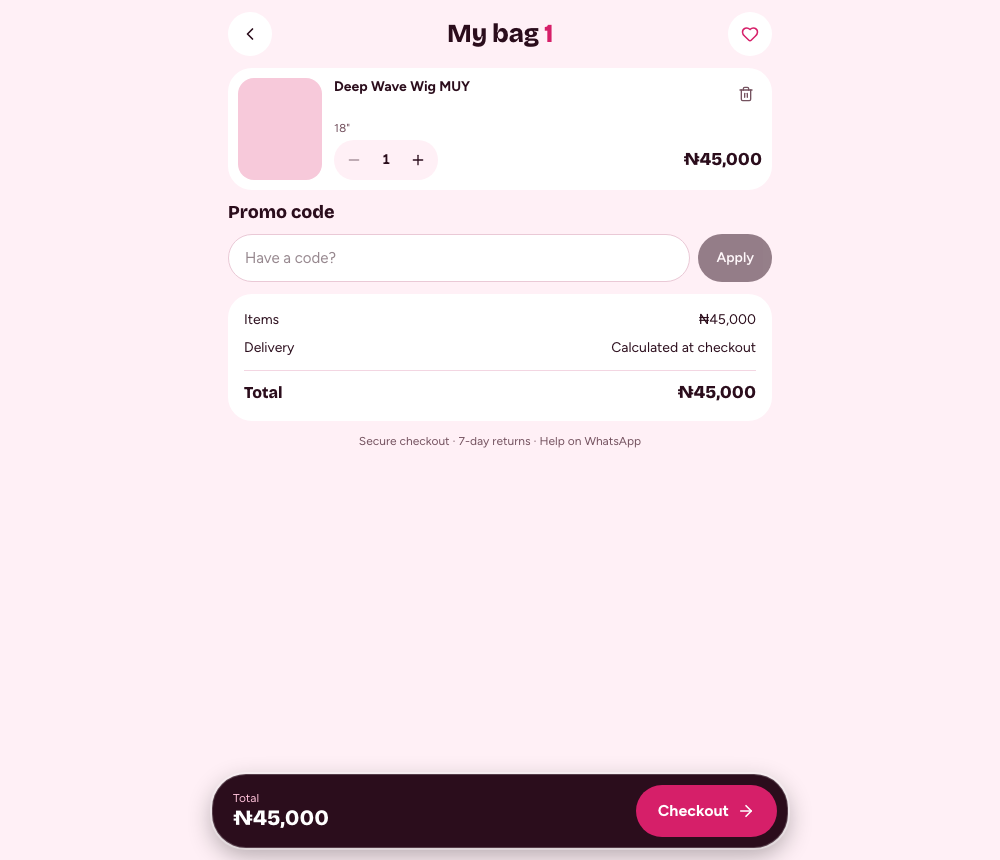 My bag 1
Deep Wave Wig MUY
18"
1
₦45,000
Promo code
Have a code?
Apply
Items
₦45,000
Delivery
Calculated at checkout
Total
₦45,000
Secure checkout · 7-day returns · Help on WhatsApp
Total
₦45,000
Checkout